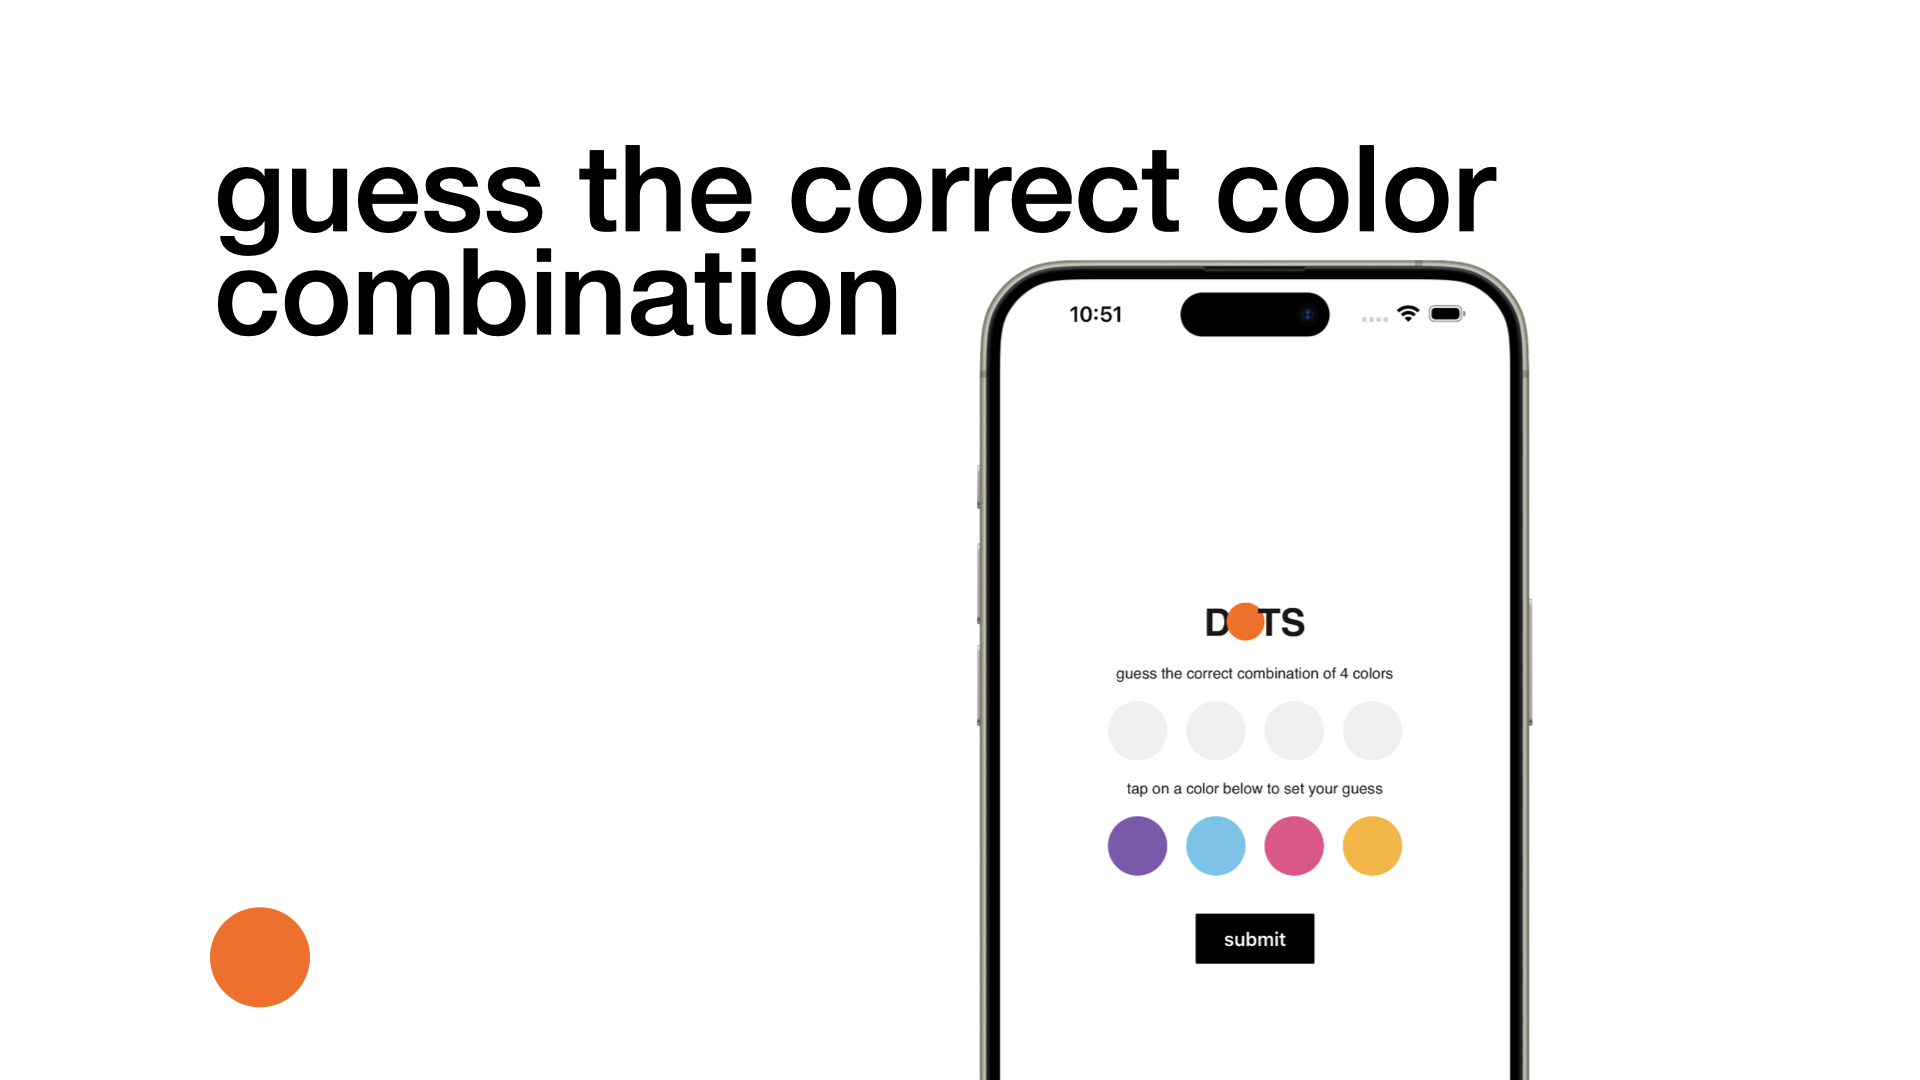 guess the correct color
combination
10:51
DOTS
guess the correct combination of 4 colors
tap on a color below to set your guess
submit